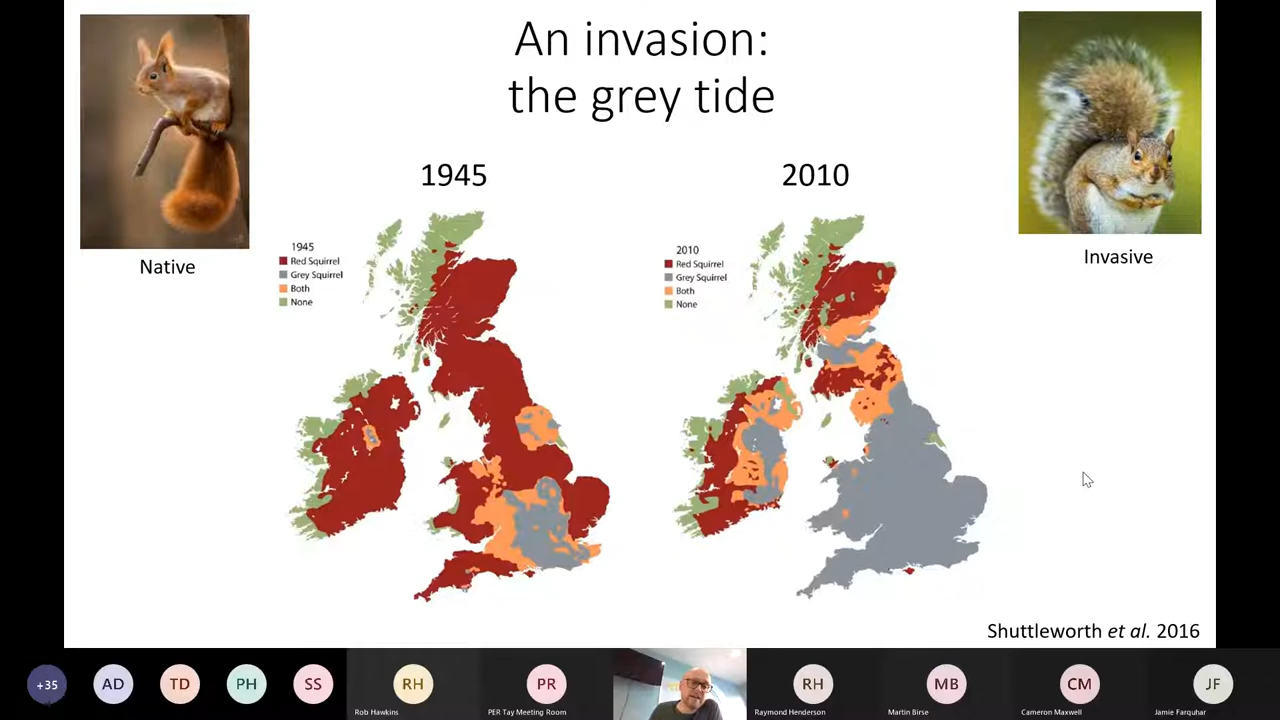 An invasion:
the grey tide
Native
Invasive
1945
1945
Red Squirrel
Grey Squirrel
Both
None
2010
2010
Red Squirrel
Grey Squirrel
Both
None
Shuttleworth et al. 2016
+35
AD
TD
PH
SS
RH
Rob Hawkins
PR
PER Tay Meeting Room
RH
Raymond Henderson
MB
Martin Birse
CM
Cameron Maxwell
JF
Jamie Farquhar